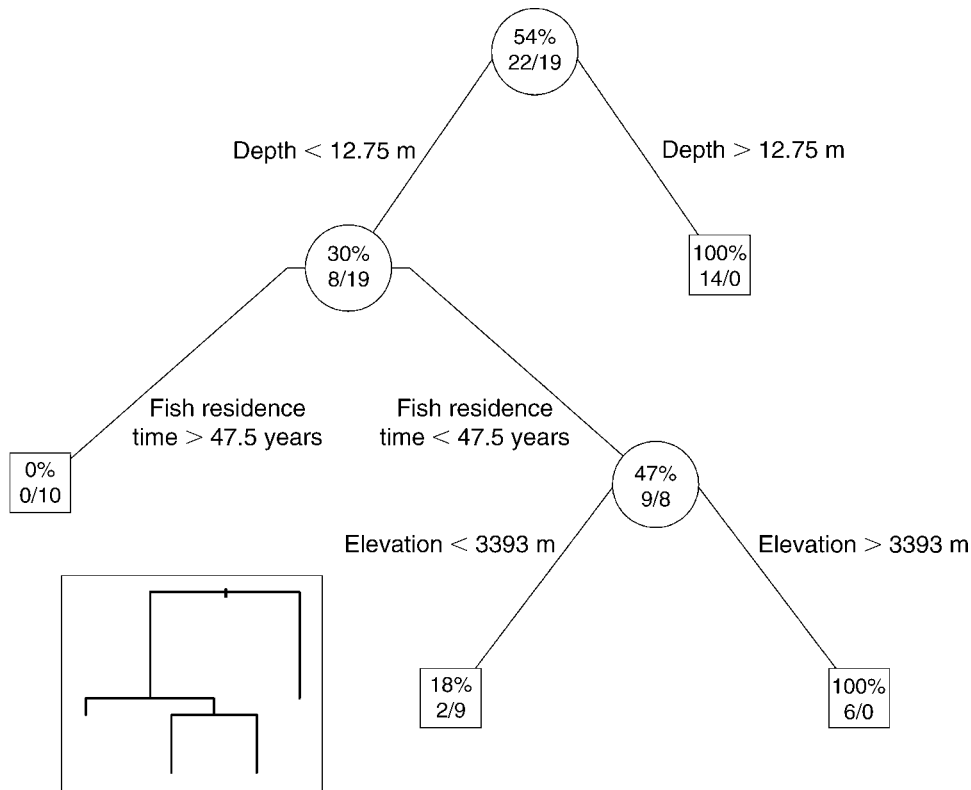 54%
22/19
Depth < 12.75 m
Depth > 12.75 m
30%
8/19
100%
14/0
Fish residence
time > 47.5 years
Fish residence
time < 47.5 years
0%
0/10
47%
9/8
Elevation < 3393 m
Elevation > 3393 m
18%
2/9
100%
6/0